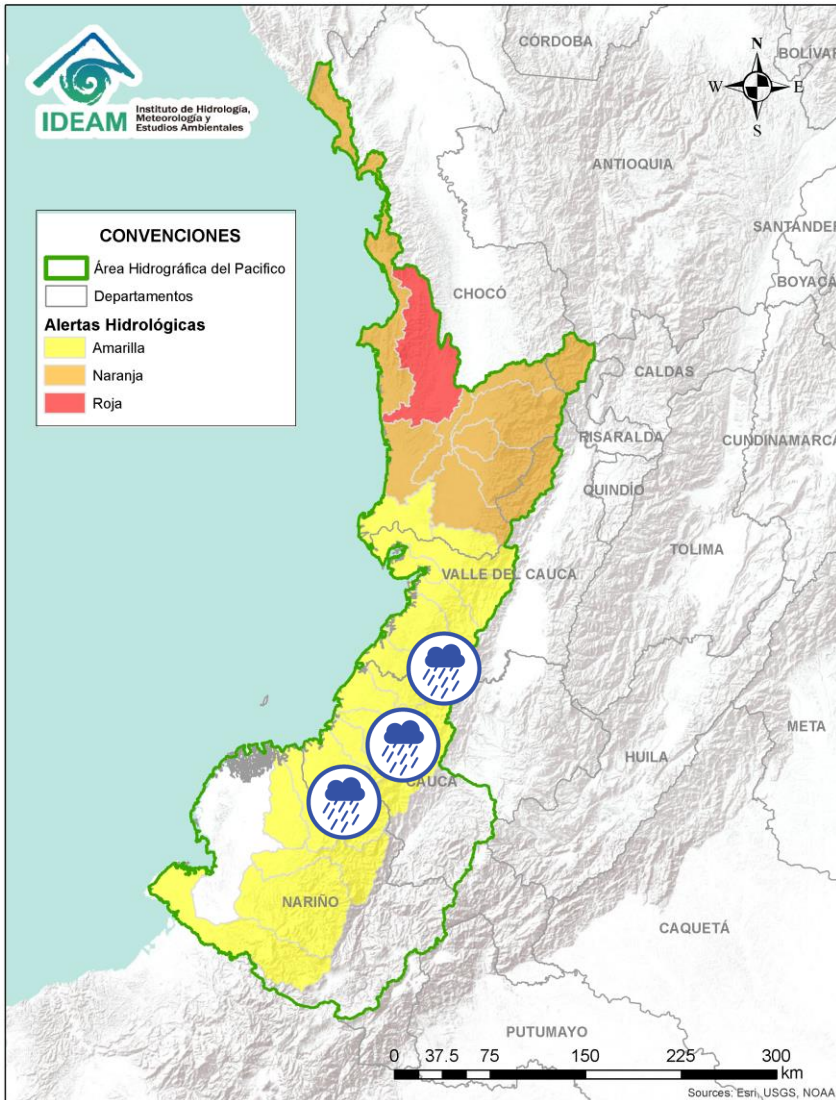 IDEAM
Instituto de Hidrología,
Meteorología y
Estudios Ambientales
CÓRDOBA
BOLÍVAR
N
W
E
S
ANTIOQUIA
SANTANDER
BOYACÁ
CONVENCIONES
Área Hidrográfica del Pacifico
Departamentos
Alertas Hidrológicas
Amarilla
Naranja
Roja
CHOCÓ
CALDAS
RISARALDA
CUNDINAMARCA
QUINDÍO
TOLIMA
VALLE DEL CAUCA
META
HUILA
CAUCA
NARIÑO
CAQUETÁ
PUTUMAYO
0 37.5 75 150 225 300
km
Sources: Esri, USGS, NOAA